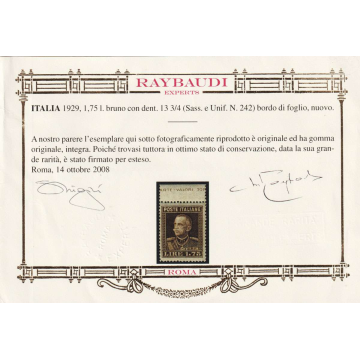 RAYBAUDI
EXPERTS
ITALIA 1929, 1,75 l. bruno con dent. 13 3/4 (Sass. e Unif. N. 242) bordo di foglio, nuovo.
A nostro parere l'esemplare qui sotto fotograficamente riprodotto è originale ed ha gomma
originale, integra. Poiché trovasi tuttora in ottimo stato di conservazione, data la sua gran-
de rarità, è stato firmato per esteso.
Roma, 14 ottobre 2008
POSTE ITALIANE
ROMA